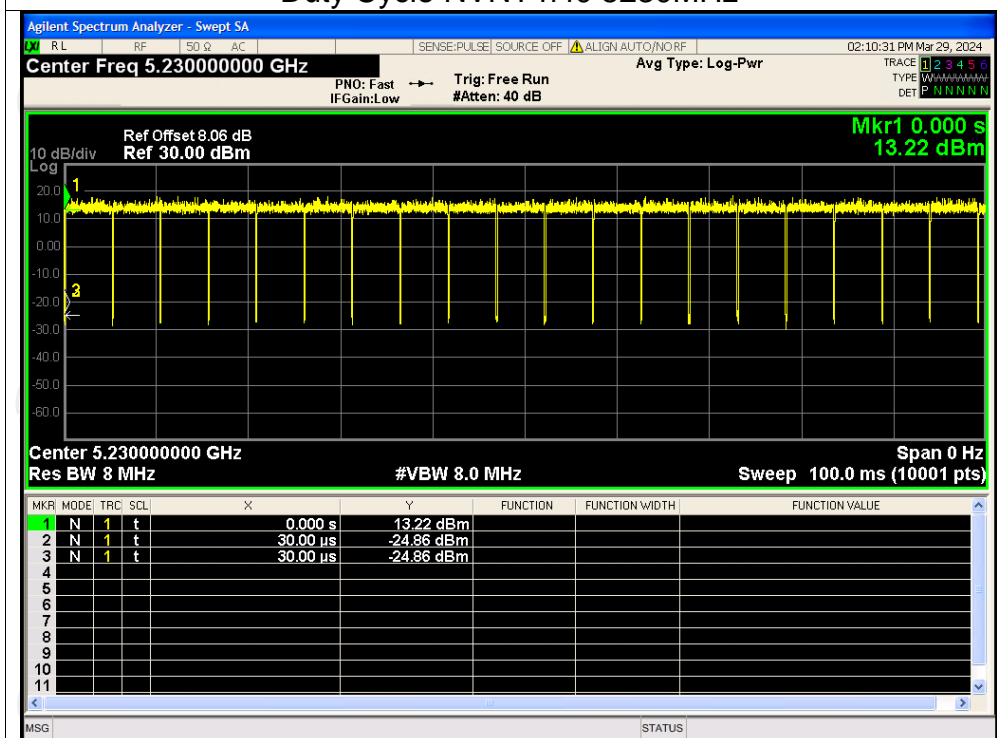 Agilent Spectrum Analyzer - Swept SA
LXI RL RF 50 Ω AC SENSE:PULSE SOURCE OFF ALIGN AUTO/NO RF 02:10:31 PM Mar 29, 2024
Center Freq 5.230000000 GHz Avg Type: Log-Pwr TRACE 1 2 3 4 5 6
PNO: Fast Trig: Free Run TYPE
IFGain:Low #Atten: 40 dB DET P N N N N N
Mkr1 0.000 s
Ref Offset 8.06 dB
10 dB/div Ref 30.00 dBm 13.22 dBm
Log
20.0
1
10.0
0.00
-10.0
-20.0
-30.0
-40.0
-50.0
-60.0
Center 5.230000000 GHz Span 0 Hz
Res BW 8 MHz #VBW 8.0 MHz Sweep 100.0 ms (10001 pts)
MKR MODE TRC SCL X Y FUNCTION FUNCTION WIDTH FUNCTION VALUE
1 N 1 t 0.000 s 13.22 dBm
2 N 1 t 30.00 µs -24.86 dBm
3 N 1 t 30.00 µs -24.86 dBm
4
5
6
7
8
9
10
11
MSG STATUS